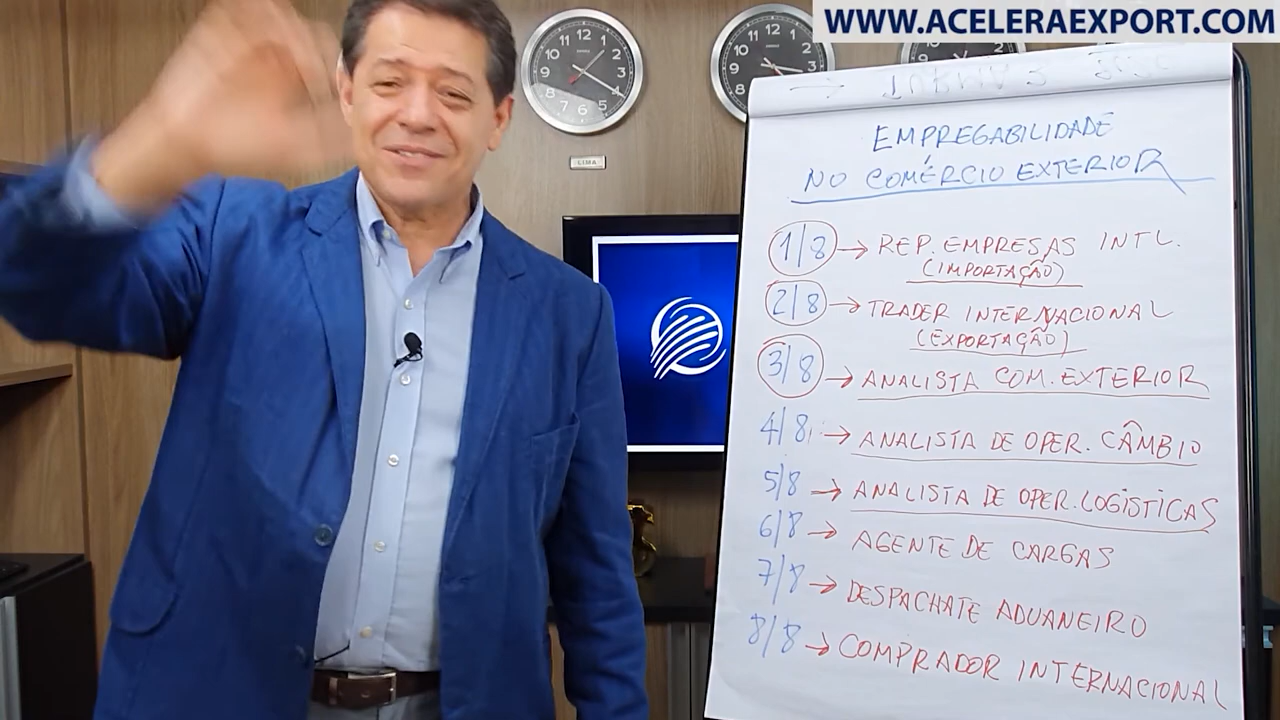 WWW.ACELERAEXPORT.COM
LIMA
EMPREGABILIDADE
NO COMÉRCIO EXTERIOR
1/8 → REP. EMPRESAS INTL.
(IMPORTAÇÃO)
2/8 → TRADER INTERNACIONAL
(EXPORTAÇÃO)
3/8 → ANALISTA COM. EXTERIOR
4/8 → ANALISTA DE OPER. CÂMBIO
5/8 → ANALISTA DE OPER. LOGÍSTICAS
6/8 → AGENTE DE CARGAS
7/8 → DESPACHATE ADUANEIRO
8/8 → COMPRADOR INTERNACIONAL